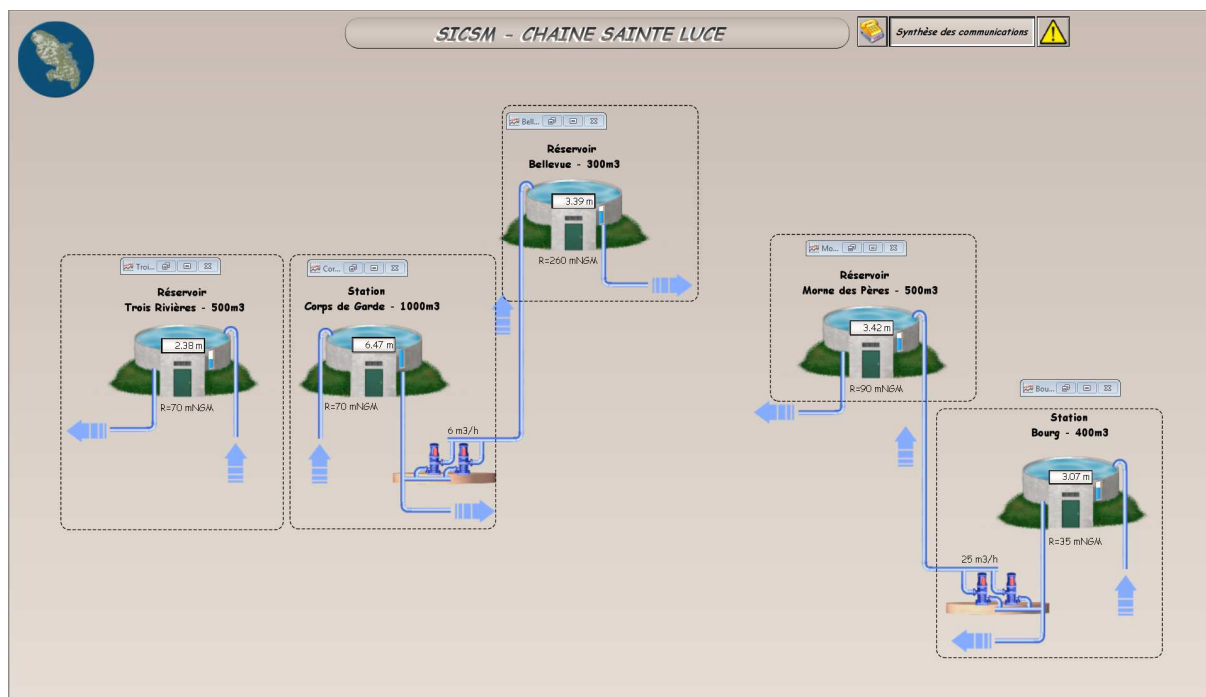 SICSM - CHAINE SAINTE LUCE
Synthèse des communications
Bell...
Réservoir
Bellevue - 300m3
3.39 m
R=260 mNGM
Troi...
Réservoir
Trois Rivières - 500m3
2.38 m
R=70 mNGM
Cor...
Station
Corps de Garde - 1000m3
6.47 m
R=70 mNGM
6 m3/h
Mo...
Réservoir
Morne des Pères - 500m3
3.42 m
R=90 mNGM
Bou...
Station
Bourg - 400m3
3.07 m
R=35 mNGM
25 m3/h